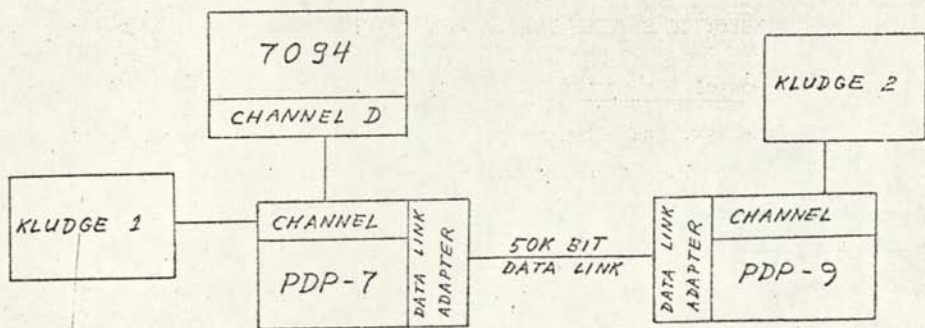 7094
CHANNEL D
KLUDGE 2
KLUDGE 1
CHANNEL
PDP-7
DATA LINK
ADAPTER
50K BIT
DATA LINK
DATA LINK
ADAPTER
CHANNEL
PDP-9